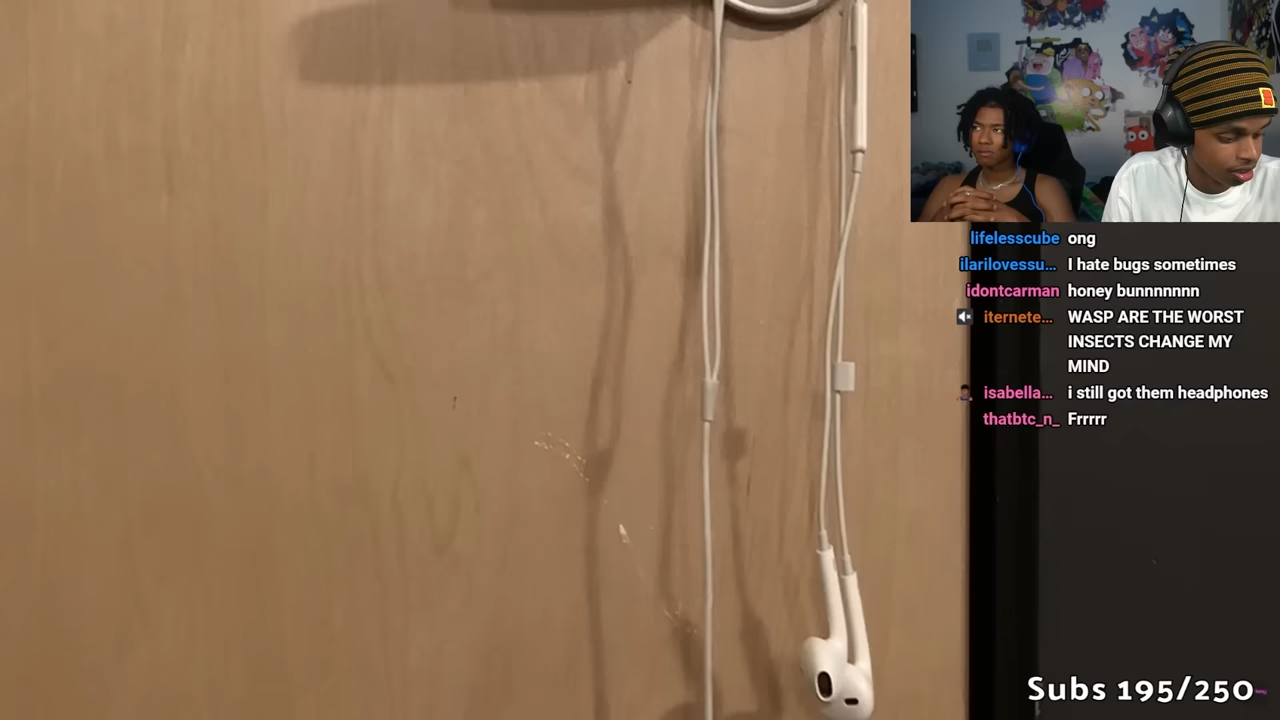 lifelesscube ong
ilarilovessu... I hate bugs sometimes
idontcarman honey bunnnnnnn
iternete... WASP ARE THE WORST
INSECTS CHANGE MY
MIND
isabella... i still got them headphones
thatbtc_n_ Frrrrr
Subs 195/250